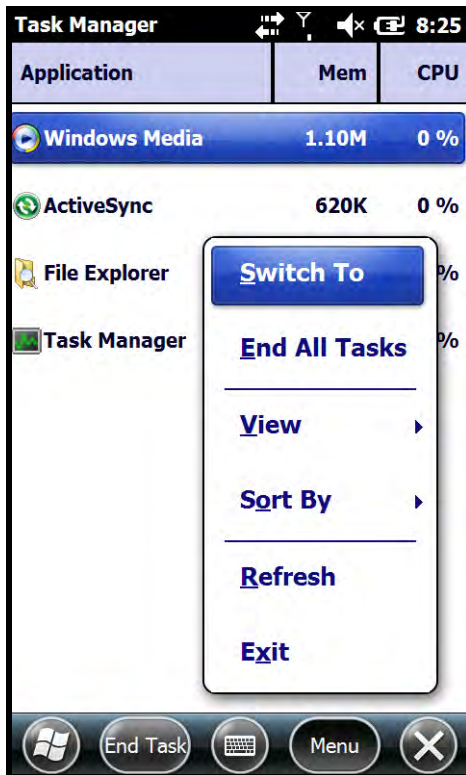 Task Manager 8:25
Application Mem CPU
Windows Media 1.10M 0 %
ActiveSync 620K 0 %
File Explorer %
Task Manager %
Switch To
End All Tasks
View
Sort By
Refresh
Exit
End Task Menu